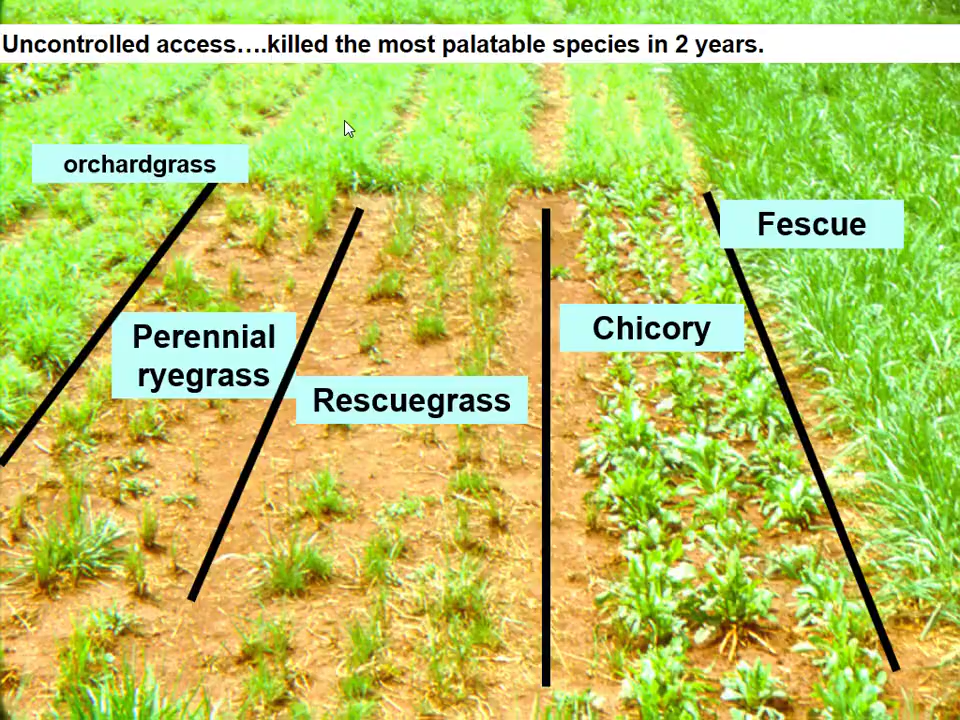 Uncontrolled access….killed the most palatable species in 2 years.
orchardgrass
Fescue
Perennial
ryegrass
Chicory
Rescuegrass